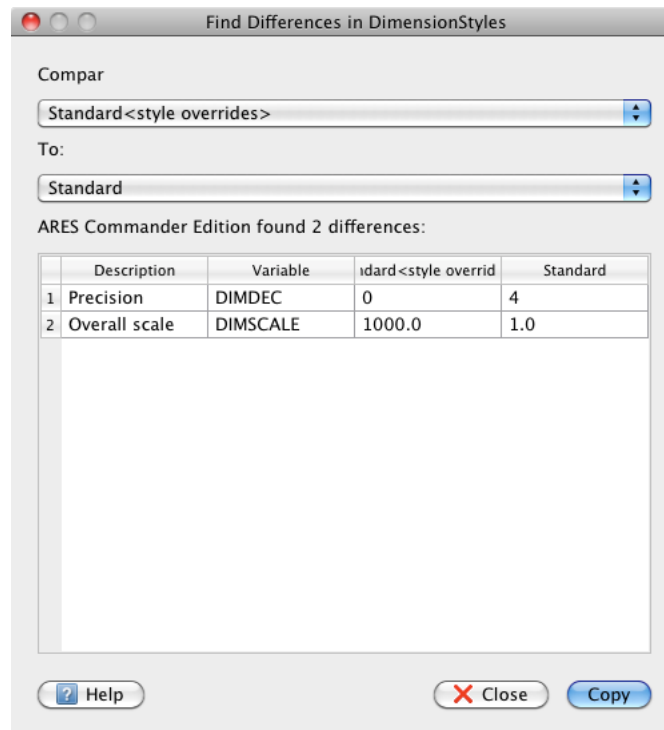 Find Differences in DimensionStyles
Compar
Standard<style overrides>
To:
Standard
ARES Commander Edition found 2 differences:
Description Variable ndard<style overrid Standard
1 Precision DIMDEC 0 4
2 Overall scale DIMSCALE 1000.0 1.0
? Help Close Copy